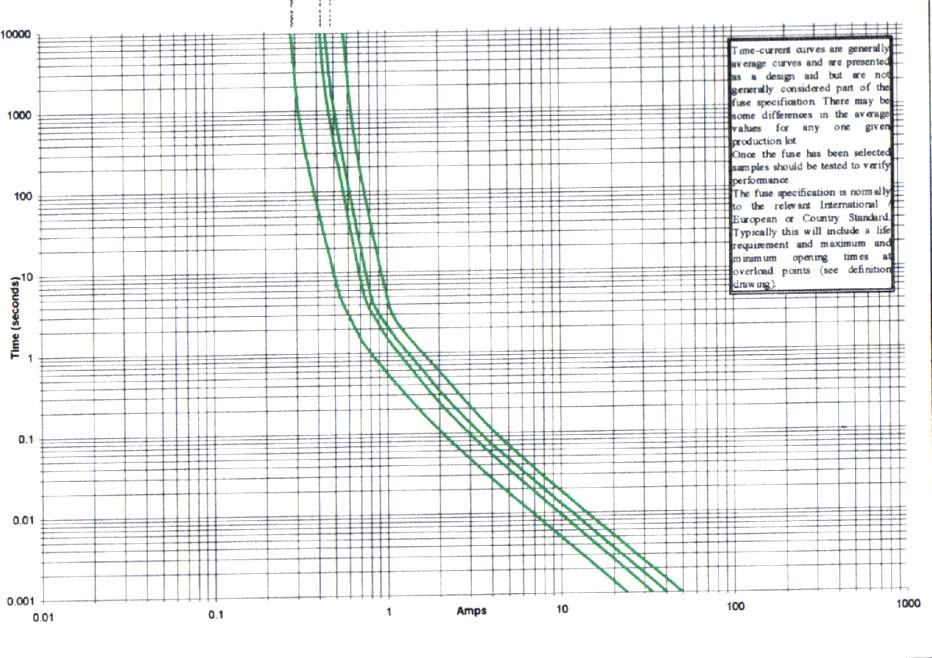 10000
1000
100
10
1
0.1
0.01
0.001
Time (seconds)
0.01
0.1
1
10
100
1000
Amps
Time-current curves are generally
average curves and are presented
as a design aid but are not
generally considered part of the
fuse specification. There may be
some differences in the average
values for any one given
production lot.
Once the fuse has been selected
samples should be tested to verify
performance.
The fuse specification is normally
to the relevant International /
European or Country Standard.
Typically this will include a life
requirement and maximum and
minimum opening times at
overload points (see definition
drawing).